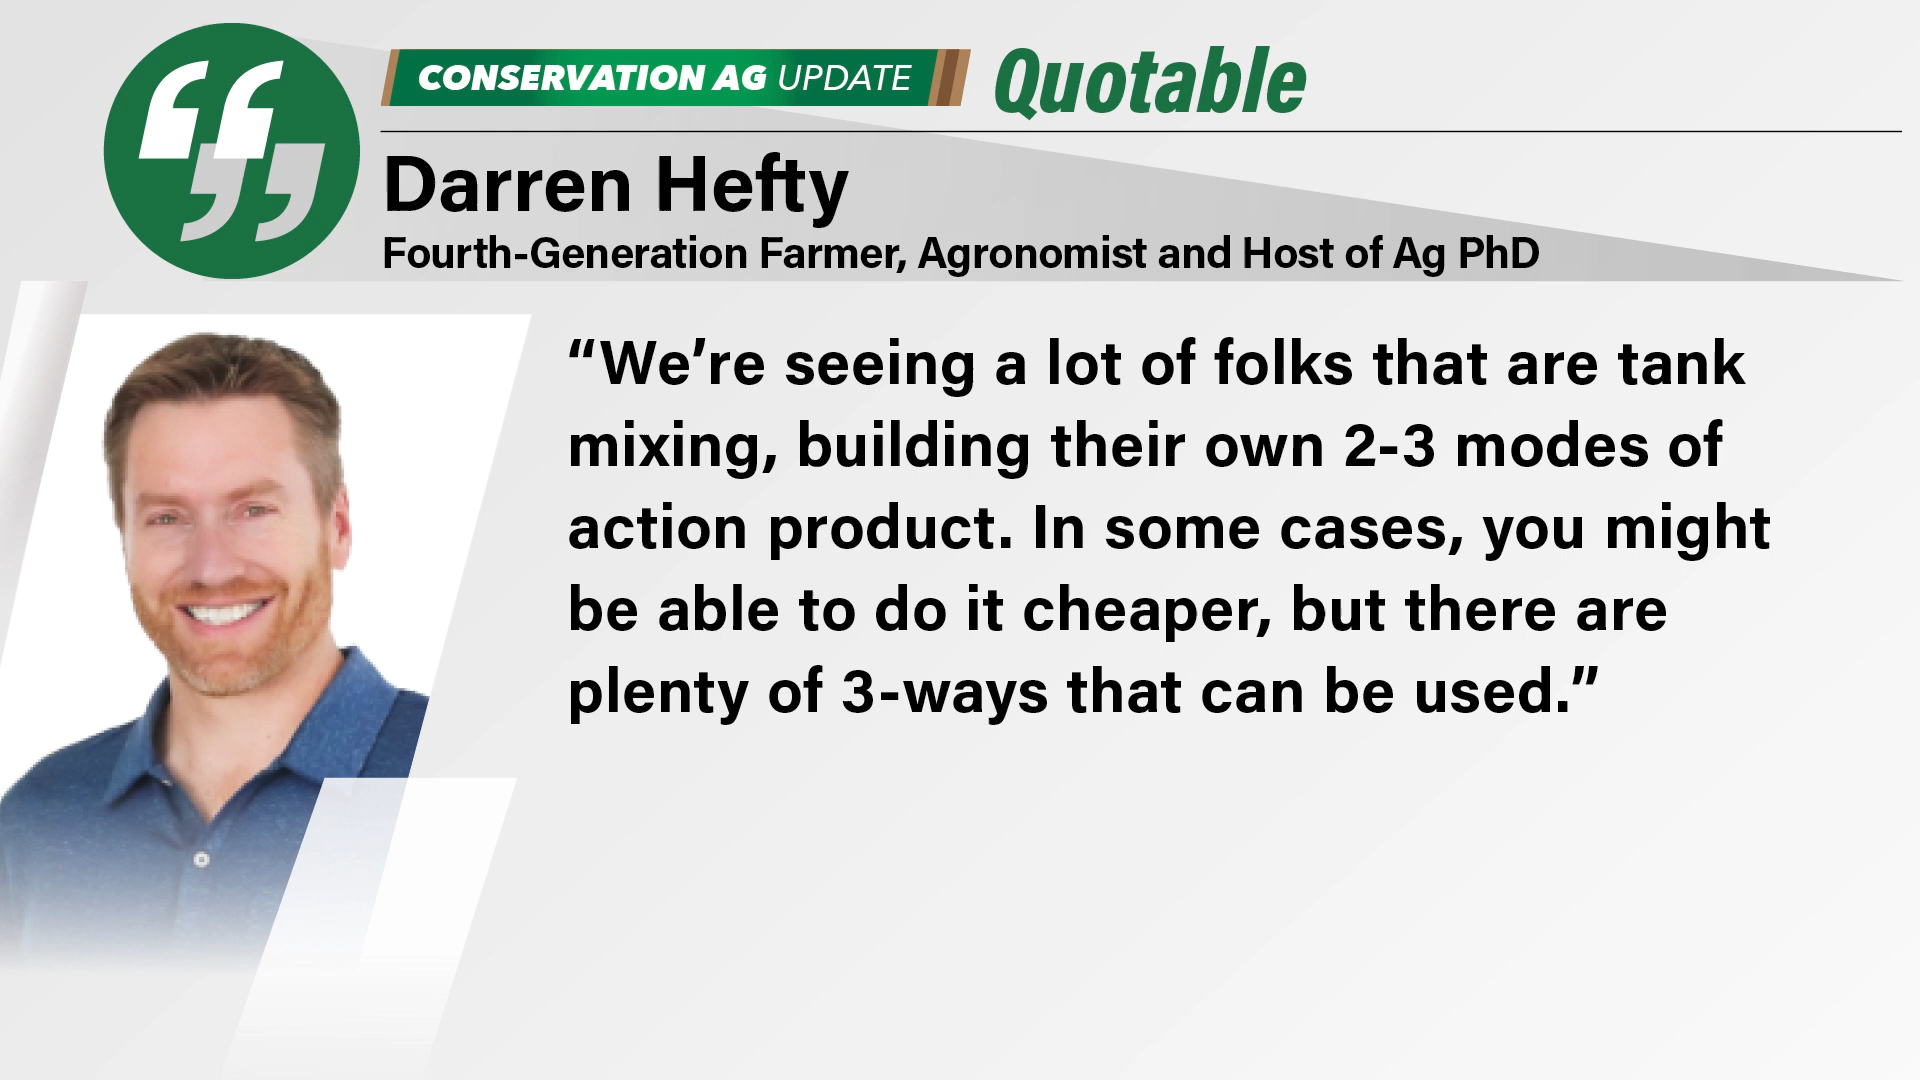 CONSERVATION AG UPDATE Quotable
Darren Hefty
Fourth-Generation Farmer, Agronomist and Host of Ag PhD
“We’re seeing a lot of folks that are tank
mixing, building their own 2-3 modes of
action product. In some cases, you might
be able to do it cheaper, but there are
plenty of 3-ways that can be used.”